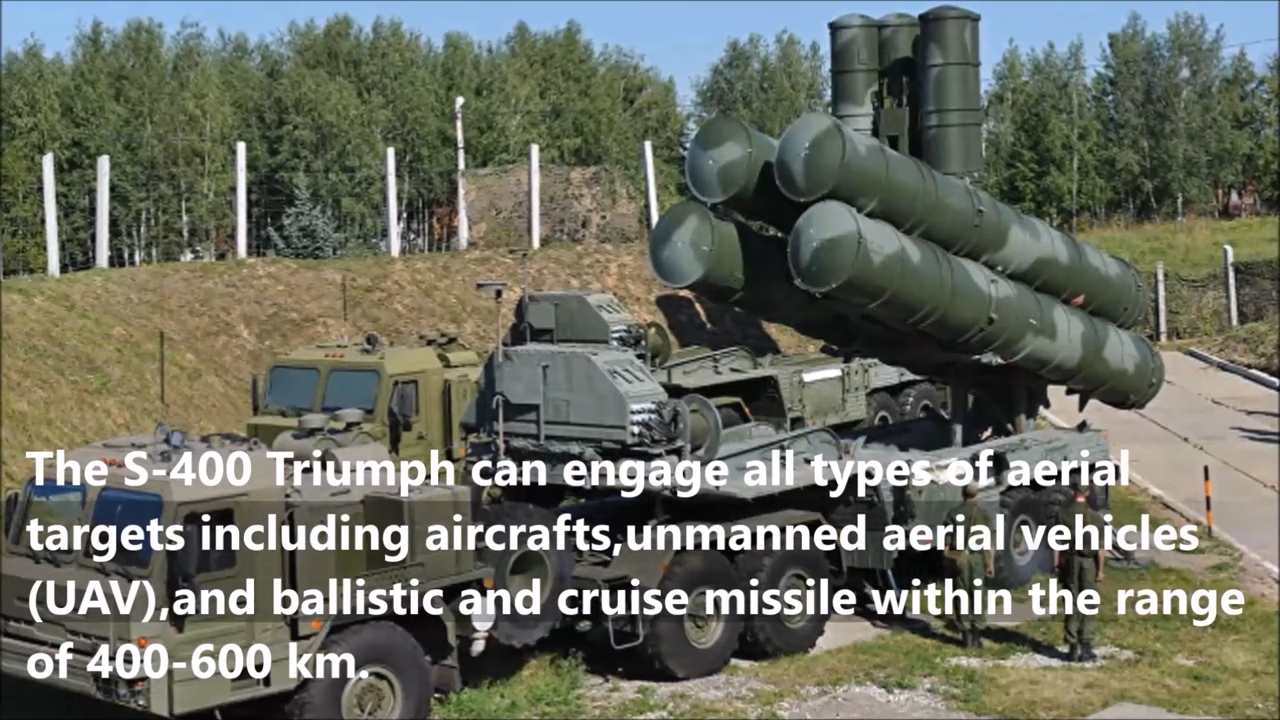 The S-400 Triumph can engage all types of aerial
targets including aircrafts,unmanned aerial vehicles
(UAV),and ballistic and cruise missile within the range
of 400-600 km.